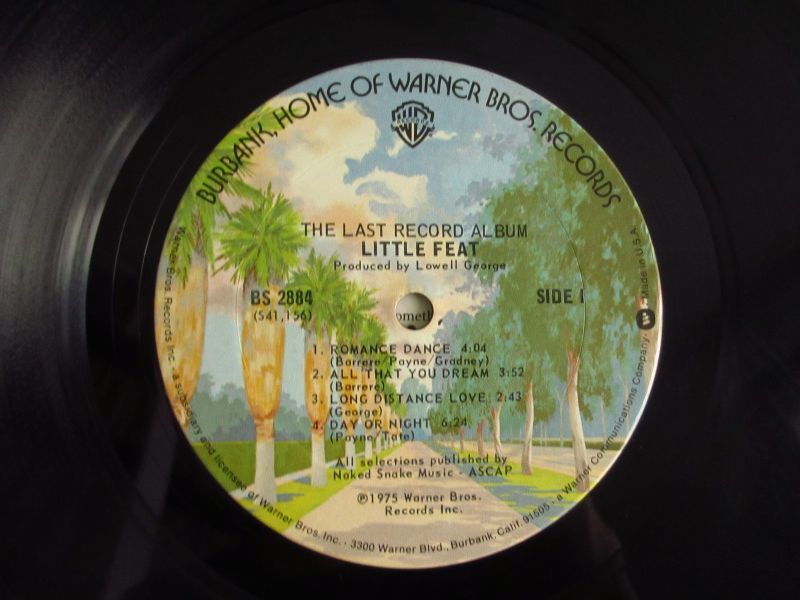 BURBANK, HOME OF WARNER BROS. RECORDS
THE LAST RECORD ALBUM
LITTLE FEAT
Produced by Lowell George
BS 2884
(541,156)
SIDE 1
ometh
1. ROMANCE DANCE 4:04
(Barrere/Payne/Gradney)
2. ALL THAT YOU DREAM 3:52
(Barrere)
3. LONG DISTANCE LOVE 2:43
(George)
4. DAY OR NIGHT 6:24
(Payne/Tate)
All selections published by
Naked Snake Music - ASCAP
℗1975 Warner Bros.
Records Inc.
Warner Bros. Records Inc., a subsidiary and licensee of Warner Bros. Inc. - 3300 Warner Blvd., Burbank, Calif. 91505 - a Warner Communications Company. Made in U.S.A.